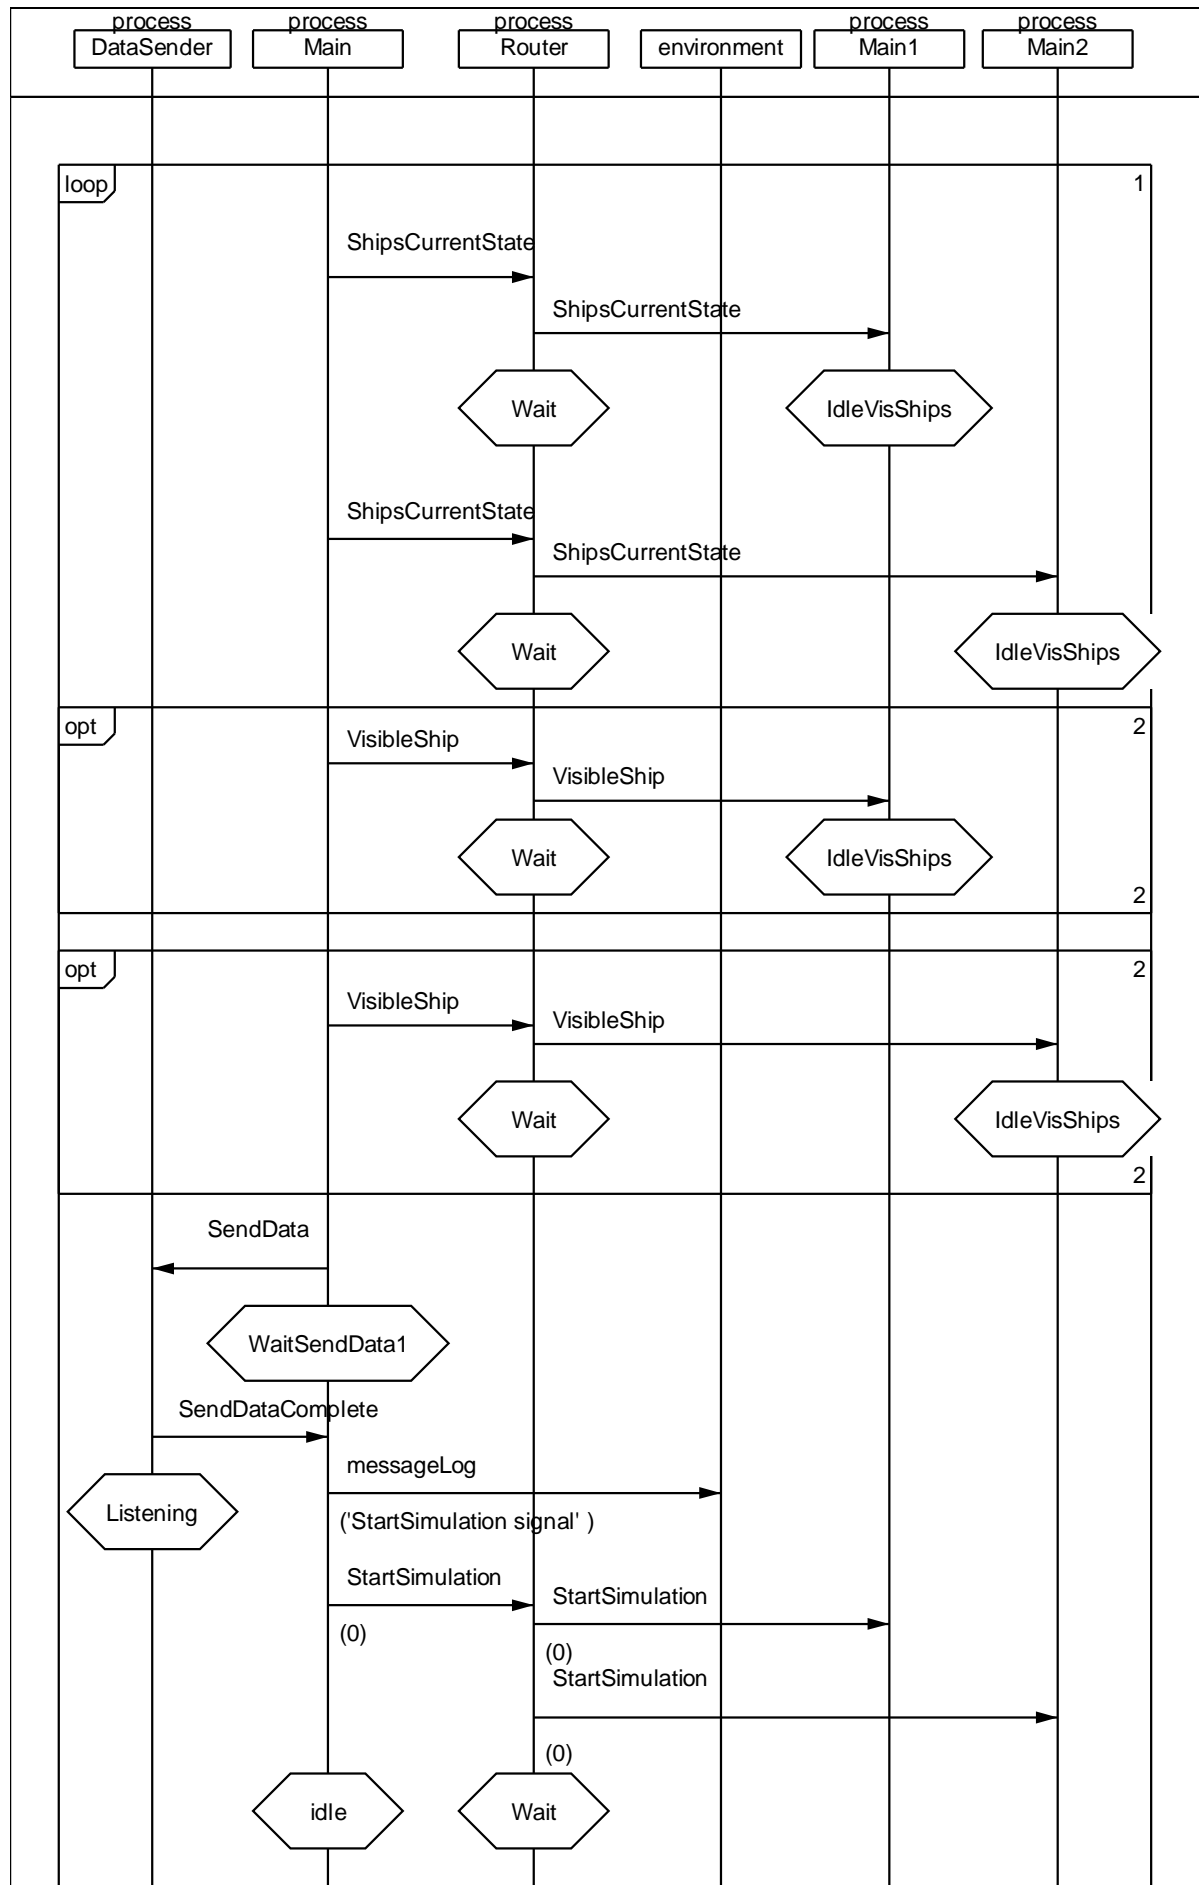 process process process process process
DataSender Main Router environment Main1 Main2
loop 1
ShipsCurrentState
ShipsCurrentState
Wait IdleVisShips
ShipsCurrentState
ShipsCurrentState
Wait IdleVisShips
opt 2
VisibleShip
VisibleShip
Wait IdleVisShips
2
opt 2
VisibleShip
VisibleShip
Wait IdleVisShips
2
SendData
WaitSendData1
SendDataComplete
messageLog
Listening
('StartSimulation signal' )
StartSimulation
StartSimulation
(0)
(0)
StartSimulation
(0)
idle Wait